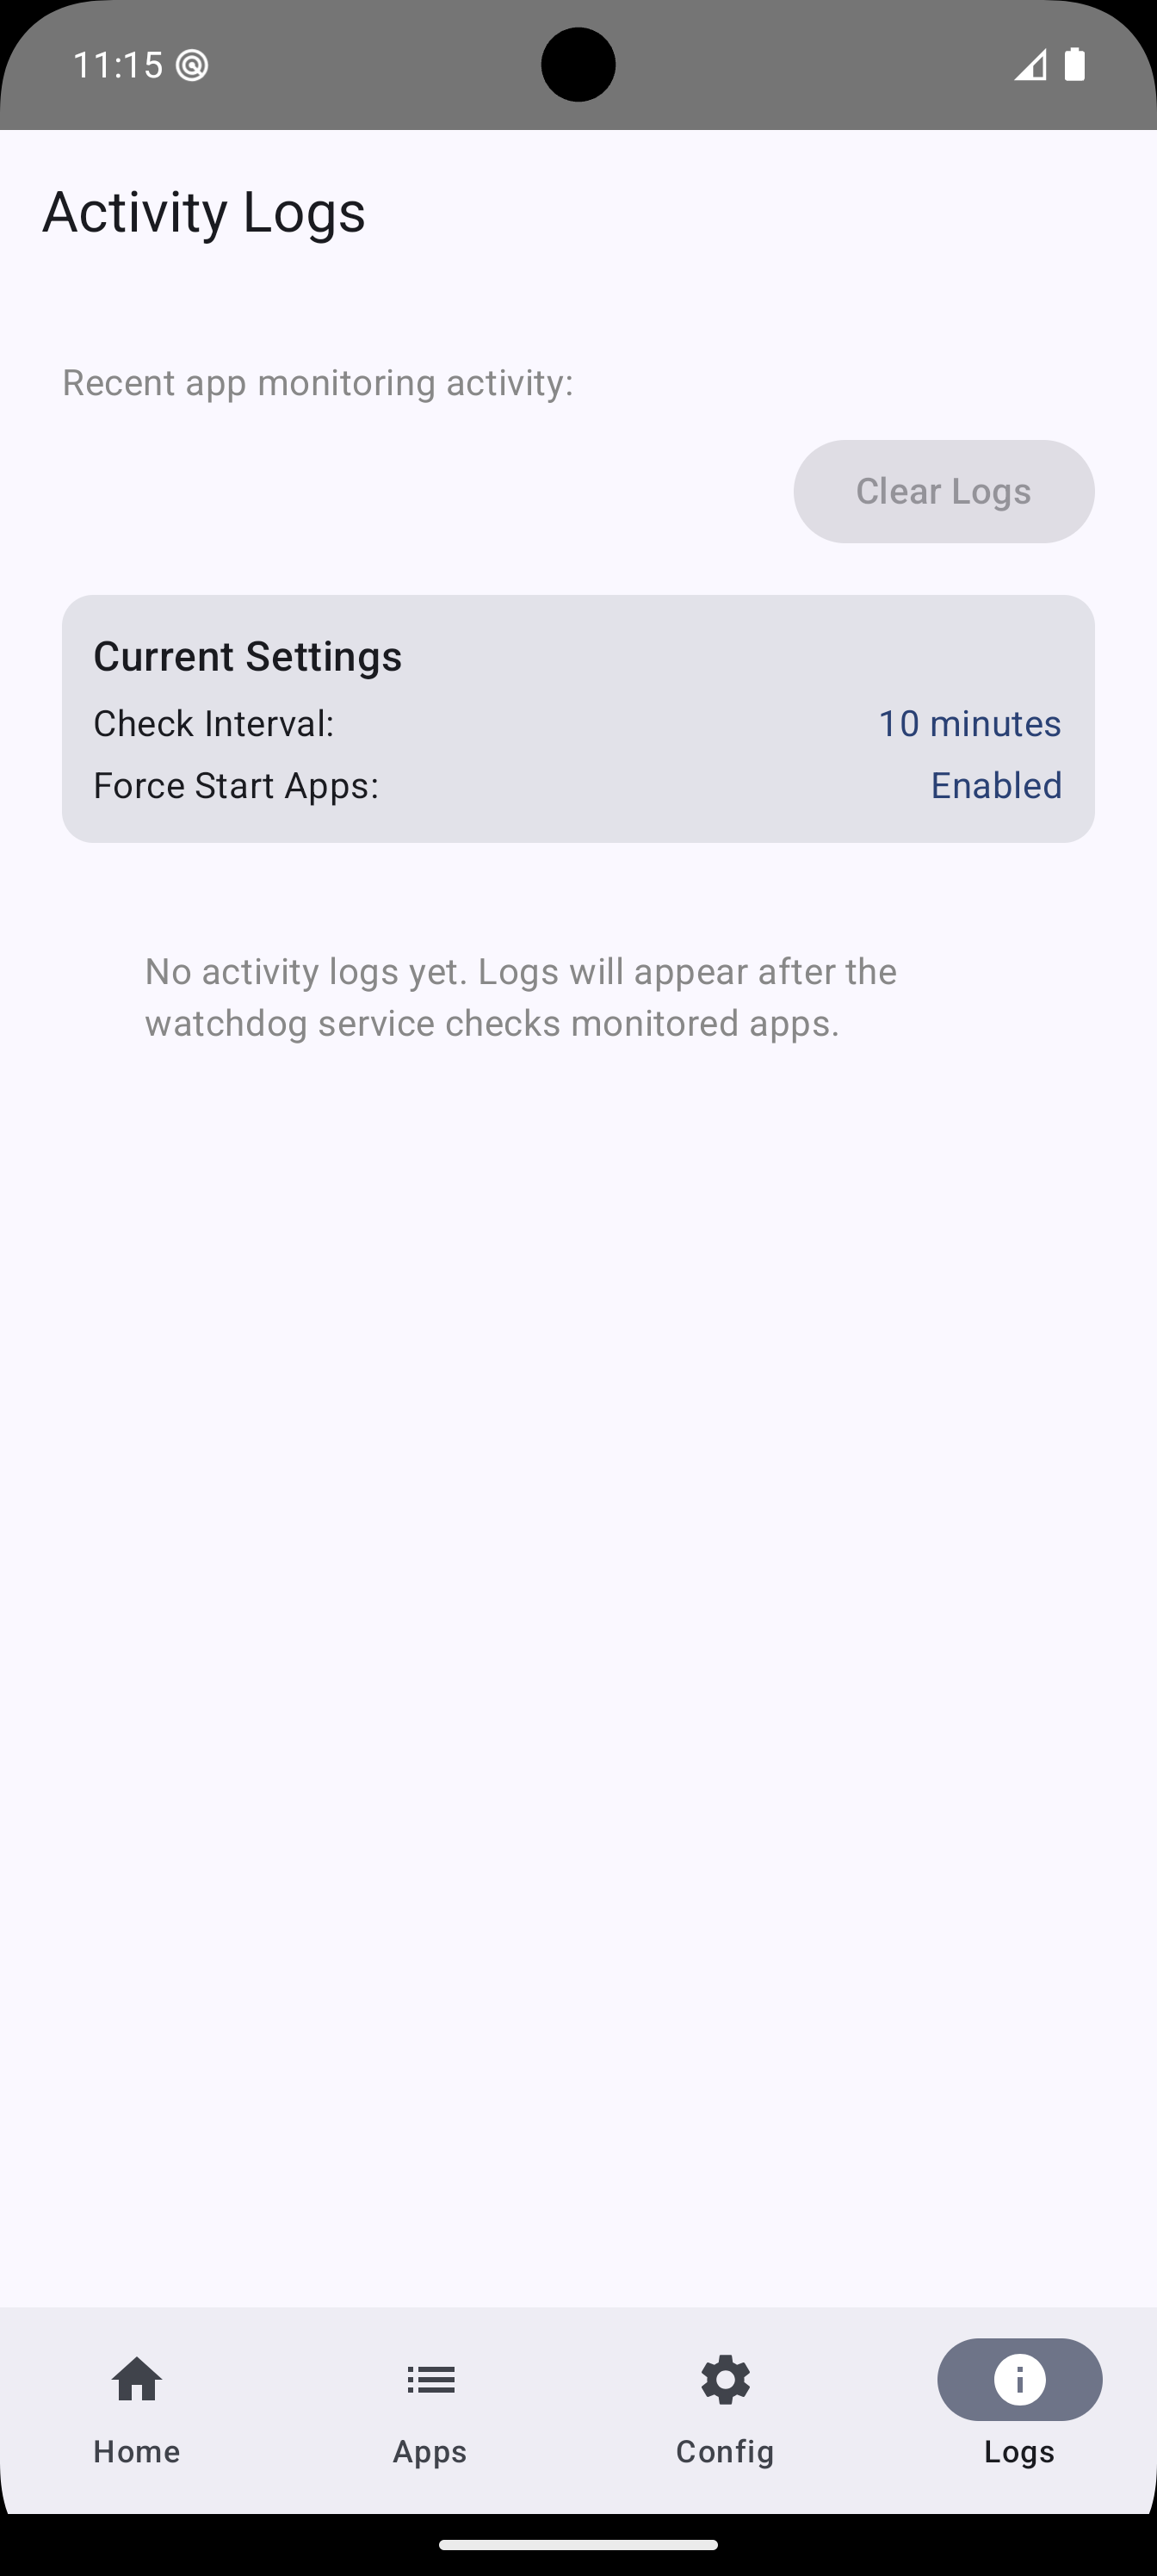 11:15
Activity Logs
Recent app monitoring activity:
Clear Logs
Current Settings
Check Interval: 10 minutes
Force Start Apps: Enabled
No activity logs yet. Logs will appear after the
watchdog service checks monitored apps.
Home Apps Config Logs